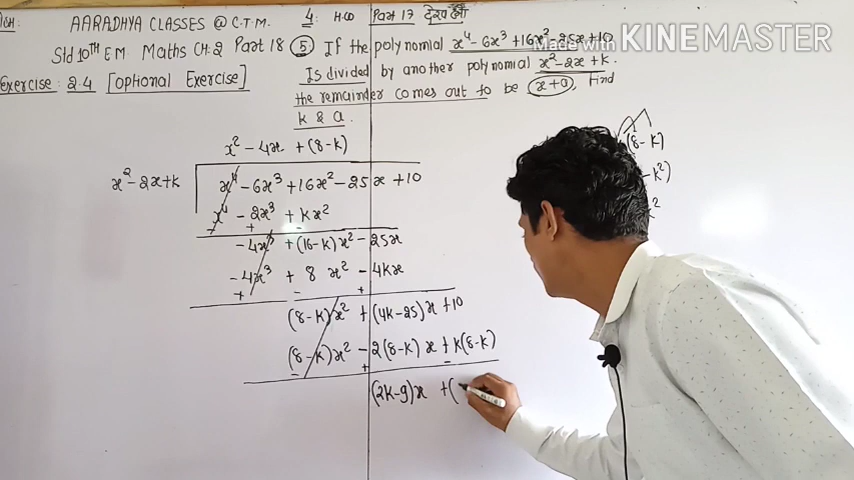 AARADHYA CLASSES @ C.T.M. 4 H.W Part 17 देखीलो
Std 10th E.M. Maths CH:2 Part 18 5 If the polynomial x⁴ - 6x³ + 16x² - 25x + 10
Made with KINEMASTER
Exercise: 2.4 [optional Exercise] Is divided by another polynomial x² - 2x + k.
the remainder comes out to be x + a, Find
k & a.
x² - 4x + (8-k)
x² - 2x + k x⁴ - 6x³ + 16x² - 25x + 10
x⁴ - 2x³ + kx²
- + -
-4x³ + (16-k)x² - 25x
-4x³ + 8x² - 4kx
+ - +
(8-k)x² + (4k-25)x + 10
(8-k)x² - 2(8-k)x + k(8-k)
- + -
(2k-9)x + (
(8-k)
-k²)
k²